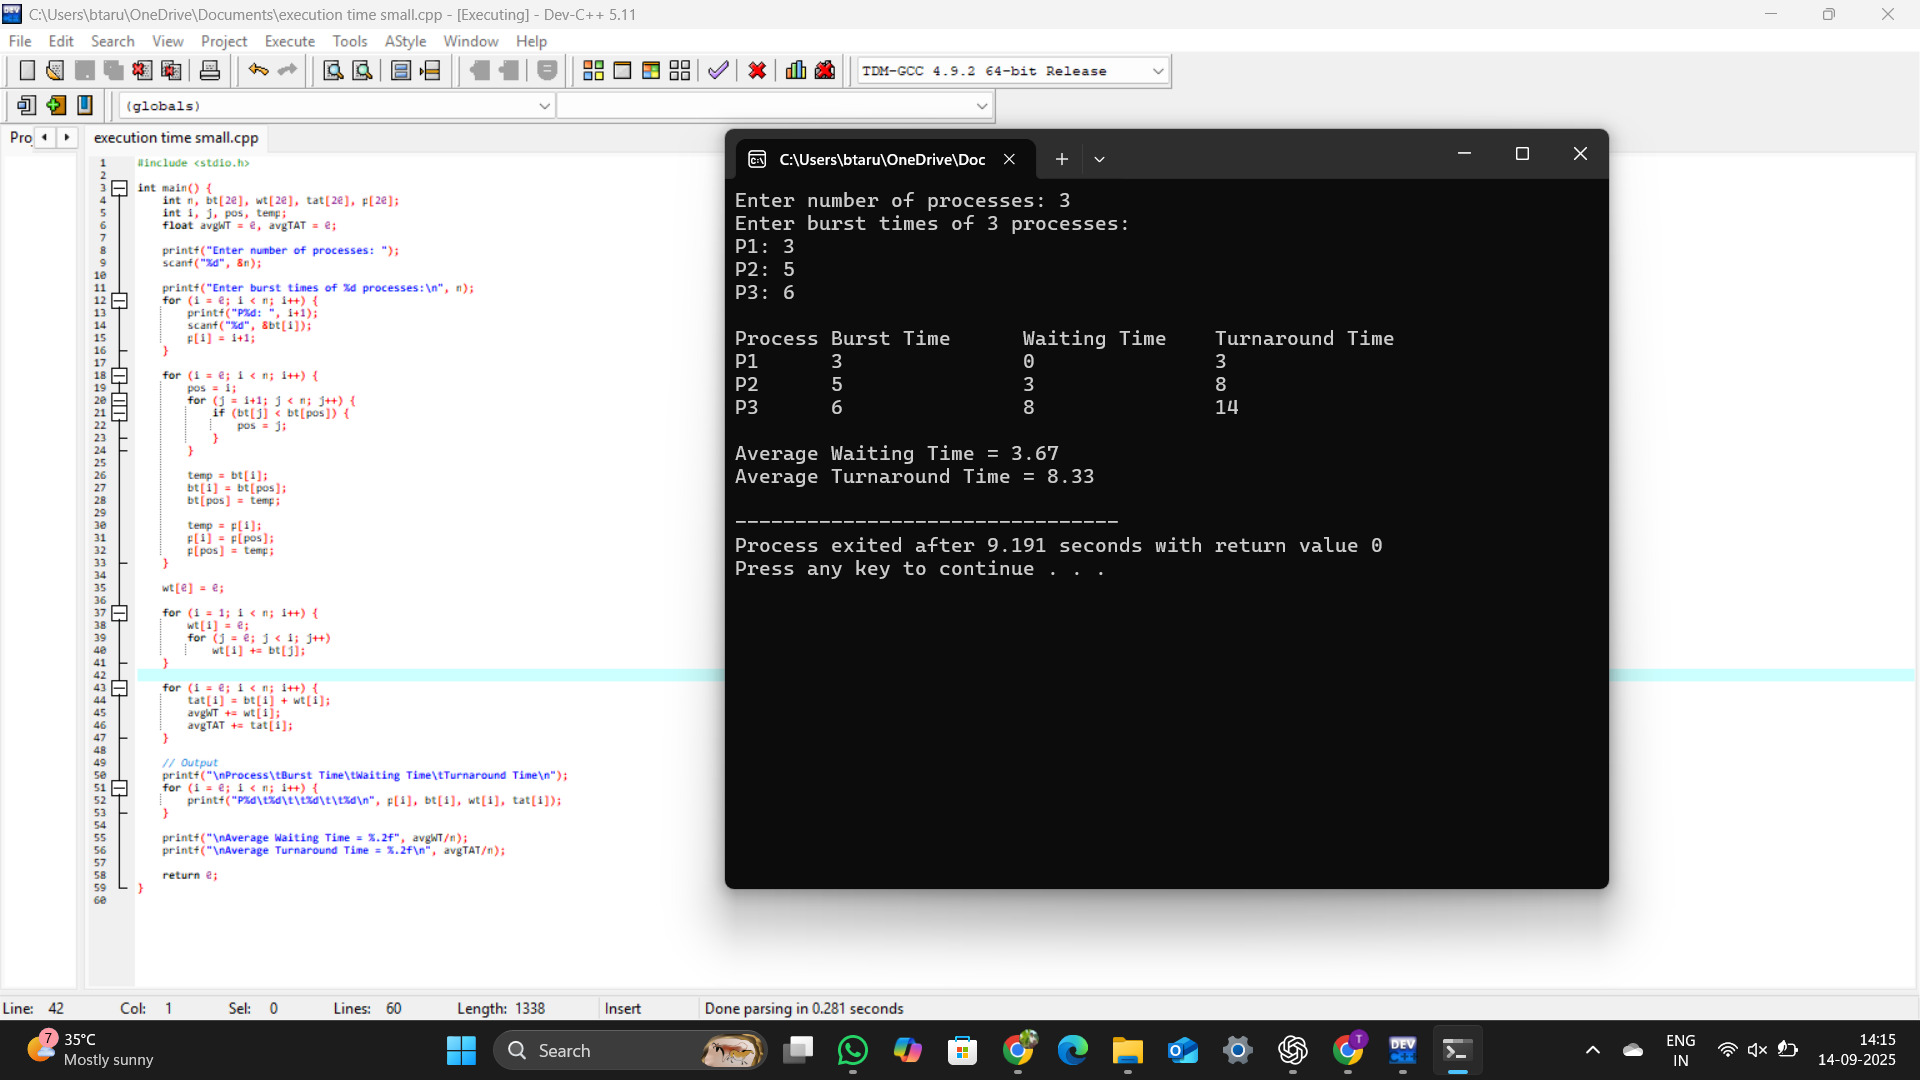 C:\Users\btaru\OneDrive\Documents\execution time small.cpp - [Executing] - Dev-C++ 5.11
File Edit Search View Project Execute Tools AStyle Window Help
TDM-GCC 4.9.2 64-bit Release
(globals)
Pro
execution time small.cpp
1 #include <stdio.h>
2
3 int main() {
4 int n, bt[20], wt[20], tat[20], p[20];
5 int i, j, pos, temp;
6 float avgWT = 0, avgTAT = 0;
7
8 printf("Enter number of processes: ");
9 scanf("%d", &n);
10
11 printf("Enter burst times of %d processes:\n", n);
12 for (i = 0; i < n; i++) {
13 printf("P%d: ", i+1);
14 scanf("%d", &bt[i]);
15 p[i] = i+1;
16 }
17
18 for (i = 0; i < n; i++) {
19 pos = i;
20 for (j = i+1; j < n; j++) {
21 if (bt[j] < bt[pos]) {
22 pos = j;
23 }
24 }
25
26 temp = bt[i];
27 bt[i] = bt[pos];
28 bt[pos] = temp;
29
30 temp = p[i];
31 p[i] = p[pos];
32 p[pos] = temp;
33 }
34
35 wt[0] = 0;
36
37 for (i = 1; i < n; i++) {
38 wt[i] = 0;
39 for (j = 0; j < i; j++)
40 wt[i] += bt[j];
41 }
42
43 for (i = 0; i < n; i++) {
44 tat[i] = bt[i] + wt[i];
45 avgWT += wt[i];
46 avgTAT += tat[i];
47 }
48
49 // Output
50 printf("\nProcess\tBurst Time\tWaiting Time\tTurnaround Time\n");
51 for (i = 0; i < n; i++) {
52 printf("P%d\t%d\t\t%d\t\t%d\n", p[i], bt[i], wt[i], tat[i]);
53 }
54
55 printf("\nAverage Waiting Time = %.2f", avgWT/n);
56 printf("\nAverage Turnaround Time = %.2f\n", avgTAT/n);
57
58 return 0;
59 }
60
C:\Users\btaru\OneDrive\Doc
Enter number of processes: 3
Enter burst times of 3 processes:
P1: 3
P2: 5
P3: 6
Process Burst Time Waiting Time Turnaround Time
P1 3 0 3
P2 5 3 8
P3 6 8 14
Average Waiting Time = 3.67
Average Turnaround Time = 8.33
--------------------------------
Process exited after 9.191 seconds with return value 0
Press any key to continue . . .
Line: 42 Col: 1 Sel: 0 Lines: 60 Length: 1338 Insert Done parsing in 0.281 seconds
7
35°C
Mostly sunny
Search
T
DEV
C++
ENG
IN
14:15
14-09-2025